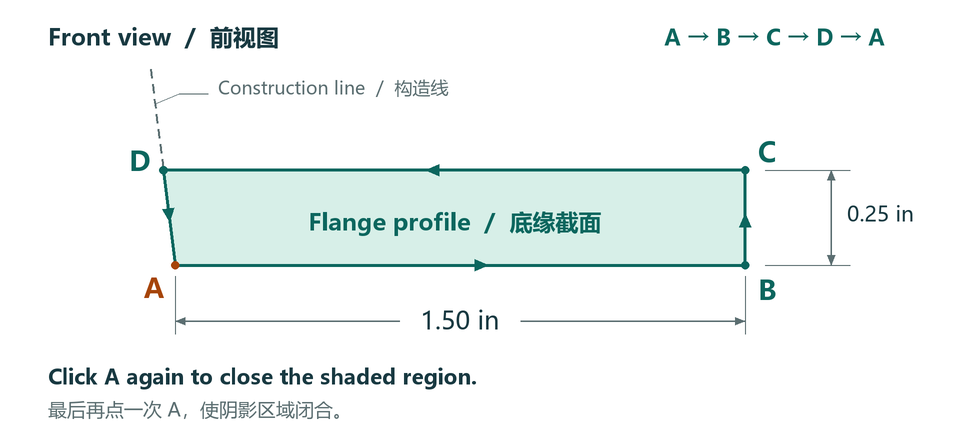 Front view / 前视图
A → B → C → D → A
Construction line / 构造线
D
C
Flange profile / 底缘截面
0.25 in
A
B
1.50 in
Click A again to close the shaded region.
最后再点一次 A，使阴影区域闭合。